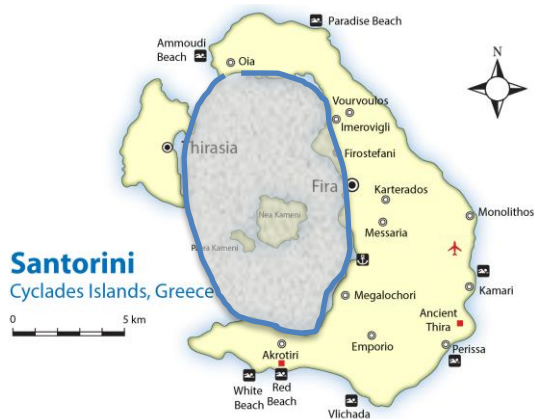 Paradise Beach
Ammoudi
Beach
Oia
N
Vourvoulos
Imerovigli
Thirasia
Firostefani
Fira
Karterados
Nea Kameni
Monolithos
Messaria
Palea Kameni
Santorini
Cyclades Islands, Greece
Kamari
Megalochori
Ancient
Thira
0 5 km
Emporio
Perissa
Akrotiri
White
Beach
Red
Beach
Vlichada